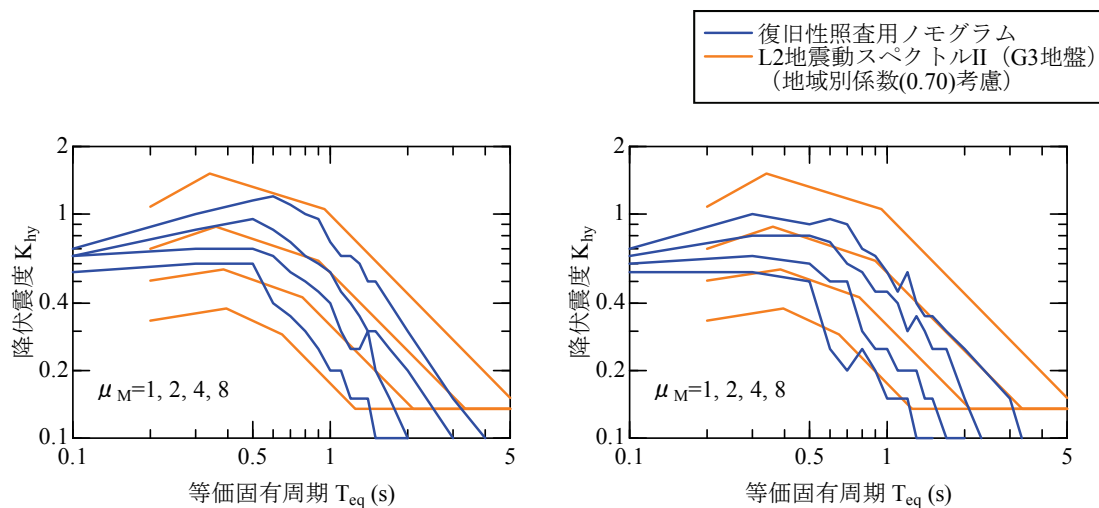 復旧性照査用ノモグラム
L2地震動スペクトルII（G3地盤）
（地域別係数(0.70)考慮）
2
1
0.4
0.2
0.1
降伏震度 Khy
μM=1, 2, 4, 8
0.1
0.5
1
5
等価固有周期 Teq (s)
2
1
0.4
0.2
0.1
降伏震度 Khy
μM=1, 2, 4, 8
0.1
0.5
1
5
等価固有周期 Teq (s)